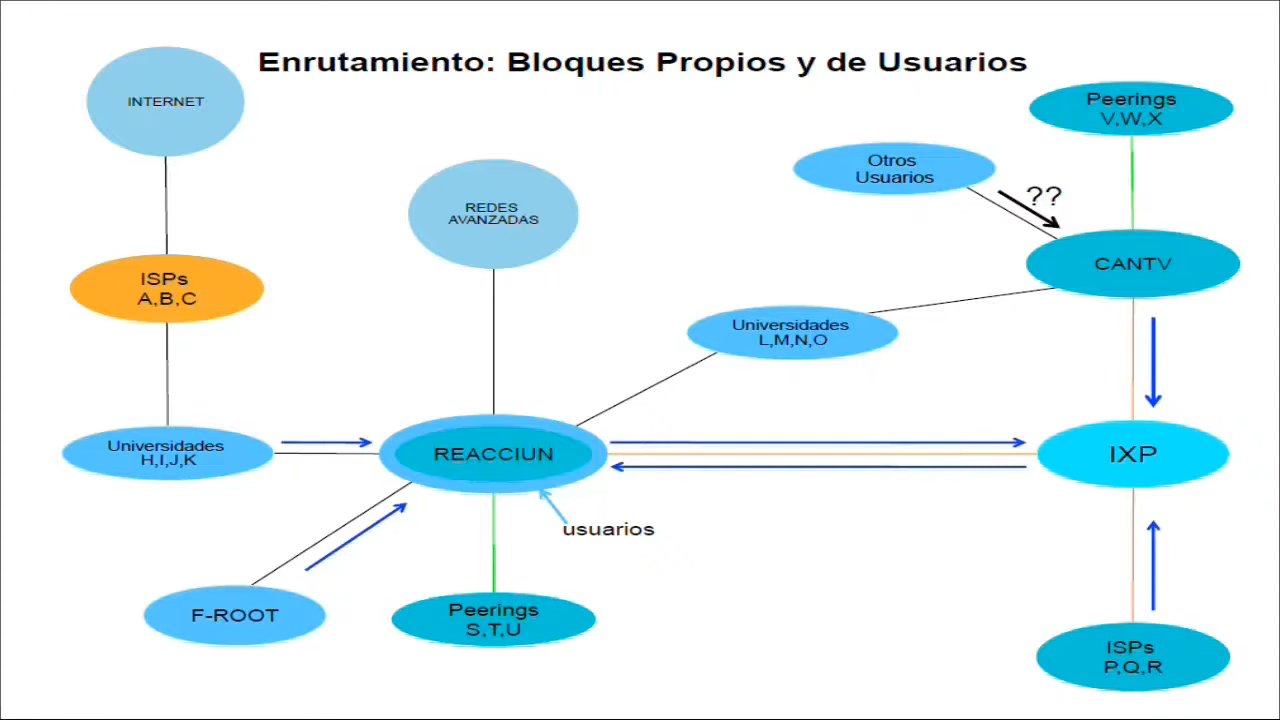 Enrutamiento: Bloques Propios y de Usuarios
INTERNET
Peerings
V,W,X
Otros
Usuarios
??
REDES
AVANZADAS
CANTV
ISPs
A,B,C
Universidades
L,M,N,O
Universidades
H,I,J,K
REACCIUN
IXP
usuarios
F-ROOT
Peerings
S,T,U
ISPs
P,Q,R